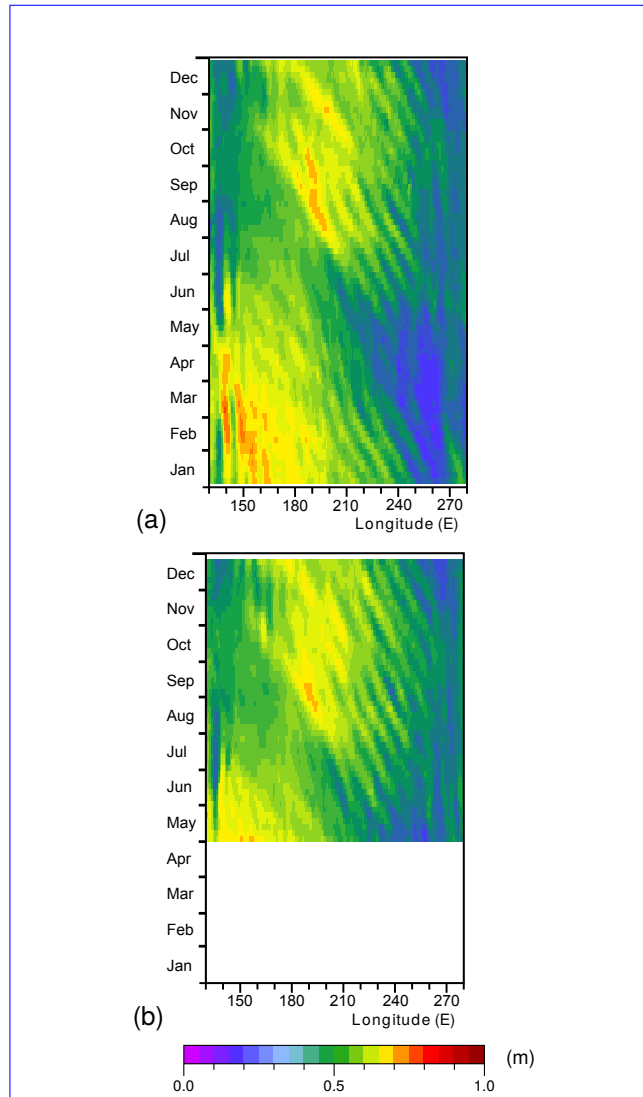 Dec
Nov
Oct
Sep
Aug
Jul
Jun
May
Apr
Mar
Feb
Jan
150 180 210 240 270
(a) Longitude (E)
Dec
Nov
Oct
Sep
Aug
Jul
Jun
May
Apr
Mar
Feb
Jan
150 180 210 240 270
(b) Longitude (E)
(m)
0.0 0.5 1.0